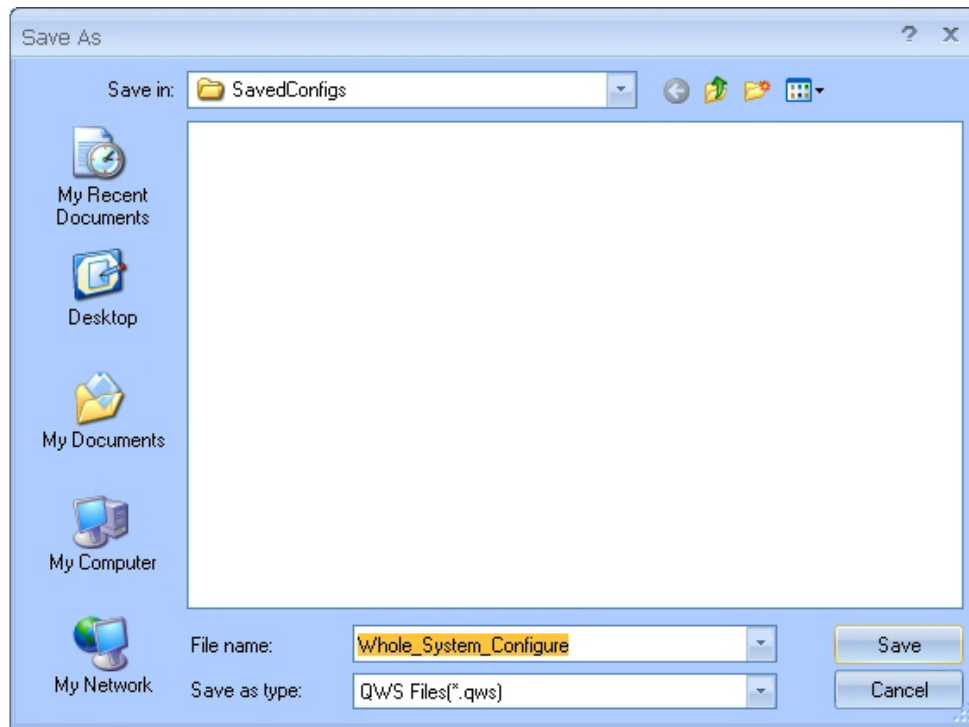 Save As
Save in:
SavedConfigs
My Recent
Documents
Desktop
My Documents
My Computer
My Network
File name:
Whole_System_Configure
Save
Save as type:
QWS Files(*.qws)
Cancel